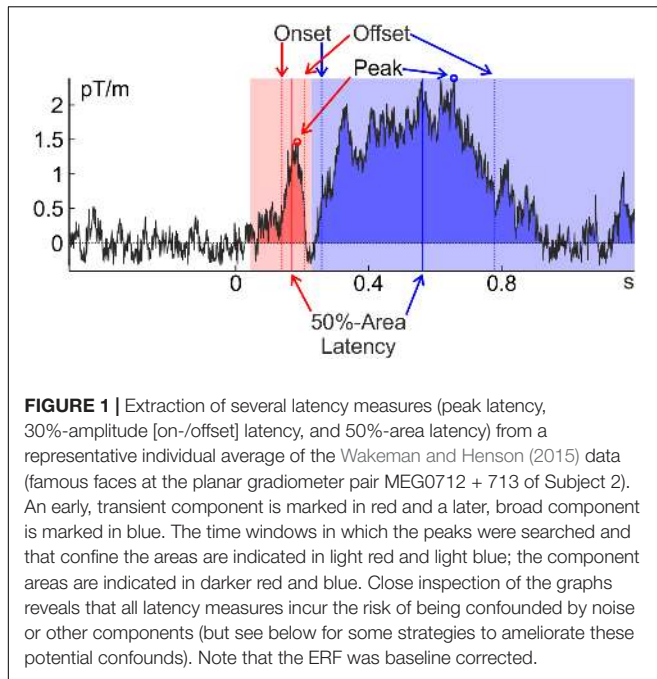 Onset Offset
Peak
pT/m
2
1.5
1
0.5
0
0 0.4 0.8 s
50%-Area
Latency
FIGURE 1 | Extraction of several latency measures (peak latency,
30%-amplitude [on-/offset] latency, and 50%-area latency) from a
representative individual average of the Wakeman and Henson (2015) data
(famous faces at the planar gradiometer pair MEG0712 + 713 of Subject 2).
An early, transient component is marked in red and a later, broad component
is marked in blue. The time windows in which the peaks were searched and
that confine the areas are indicated in light red and light blue; the component
areas are indicated in darker red and blue. Close inspection of the graphs
reveals that all latency measures incur the risk of being confounded by noise
or other components (but see below for some strategies to ameliorate these
potential confounds). Note that the ERF was baseline corrected.